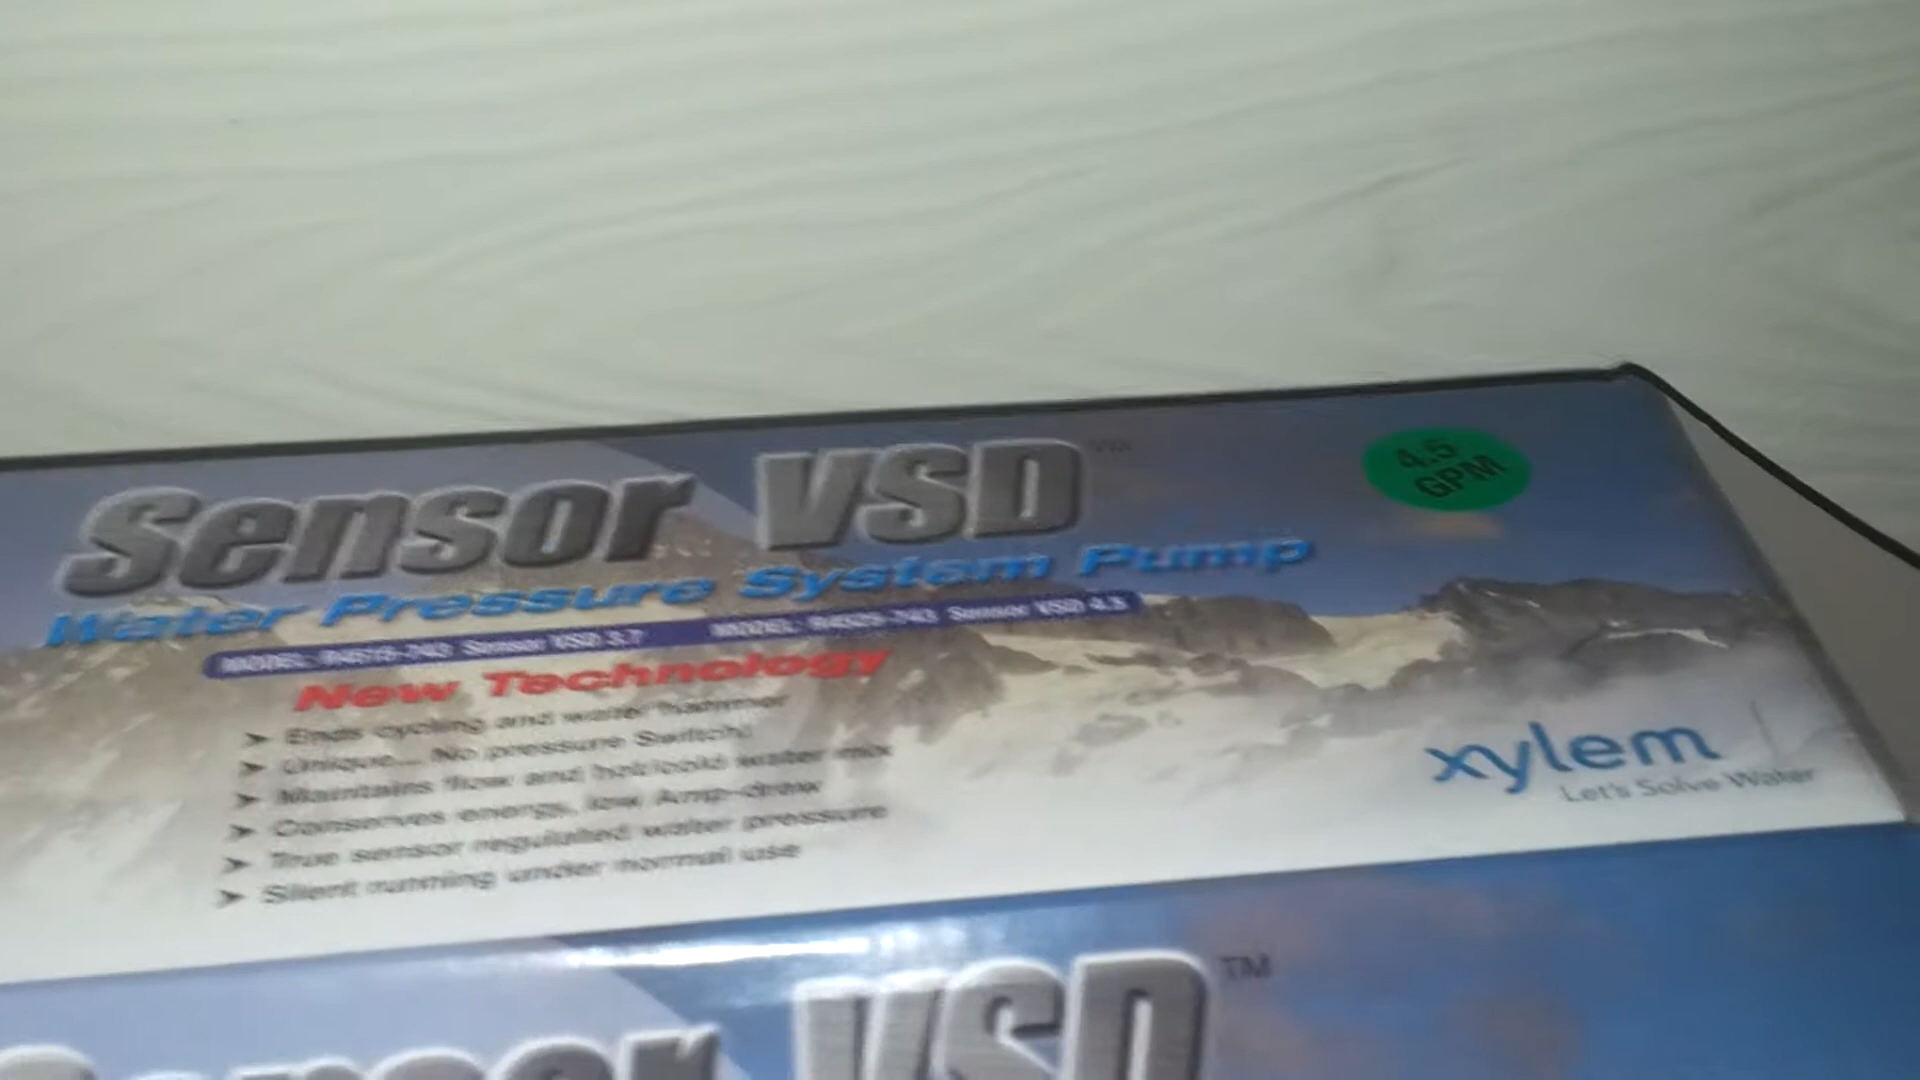 Sensor VSD™
4.5
GPM
Water Pressure System Pump
MODEL: R4515-743 Sensor VSD 3.7 MODEL: R4525-743 Sensor VSD 4.5
New Technology
➤ Ends cycling and water hammer
➤ Unique... No pressure Switch!
➤ Maintains flow and hot/cold water mix
➤ Conserves energy, low Amp-draw
➤ True sensor regulated water pressure
➤ Silent running under normal use
xylem
Let's Solve Water
Sensor VSD™